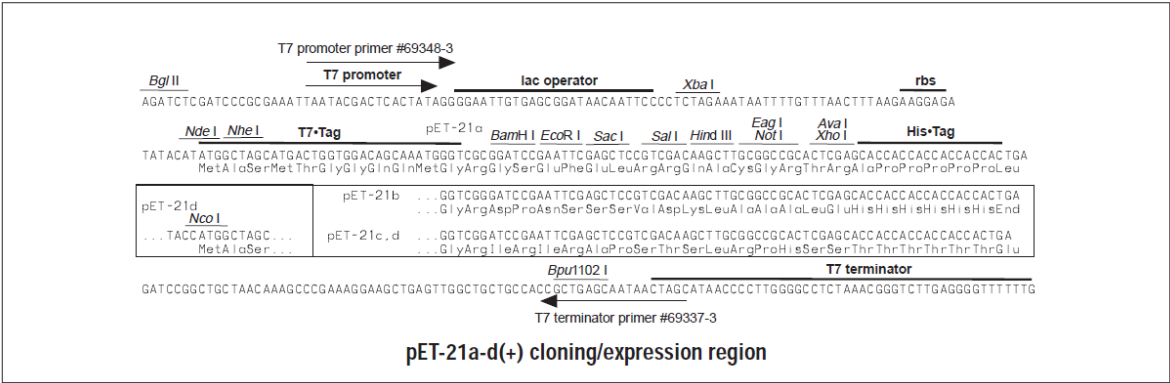 T7 promoter primer #69348-3
Bgl II T7 promoter lac operator Xba I rbs
AGATCTCGATCCCGCGAAATTAATACGACTCACTATAGGGGAATTGTGAGCGGATAACAATTCCCCTCTAGAAATAATTTTGTTTAACTTTAAGAAGGAGA
Nde I Nhe I T7•Tag pET-21a BamH I EcoR I Sac I Sal I Hind III Eag I Not I Ava I Xho I His•Tag
TATACATATGGCTAGCATGACTGGTGGACAGCAAATGGGTCGCGGATCCGAATTCGAGCTCCGTCGACAAGCTTGCGGCCGCACTCGAGCACCACCACCACCACCACTGA
MetAlaSerMetThrGlyGlyGlnGlnMetGlyArgGlySerGluPheGluLeuArgArgGlnAlaCysGlyArgThrArgAlaProProProProProLeu
pET-21b ...GGTCGGGATCCGAATTCGAGCTCCGTCGACAAGCTTGCGGCCGCACTCGAGCACCACCACCACCACCACTGA
GlyArgAspProAsnSerSerSerValAspLysLeuAlaAlaAlaLeuGluHisHisHisHisHisHisEnd
pET-21d
Nco I
...TACCATGGCTAGC...
MetAlaSer...
pET-21c,d ...GGTCGGATCCGAATTCGAGCTCCGTCGACAAGCTTGCGGCCGCACTCGAGCACCACCACCACCACCACTGA
GlyArgIleArgIleArgAlaProSerThrSerLeuArgProHisSerSerThrThrThrThrThrThrGlu
Bpu1102 I T7 terminator
GATCCGGCTGCTAACAAAGCCCGAAAGGAAGCTGAGTTGGCTGCTGCCACCGCTGAGCAATAACTAGCATAACCCCTTGGGGCCTCTAAACGGGTCTTGAGGGGTTTTTTG
T7 terminator primer #69337-3
pET-21a-d(+) cloning/expression region